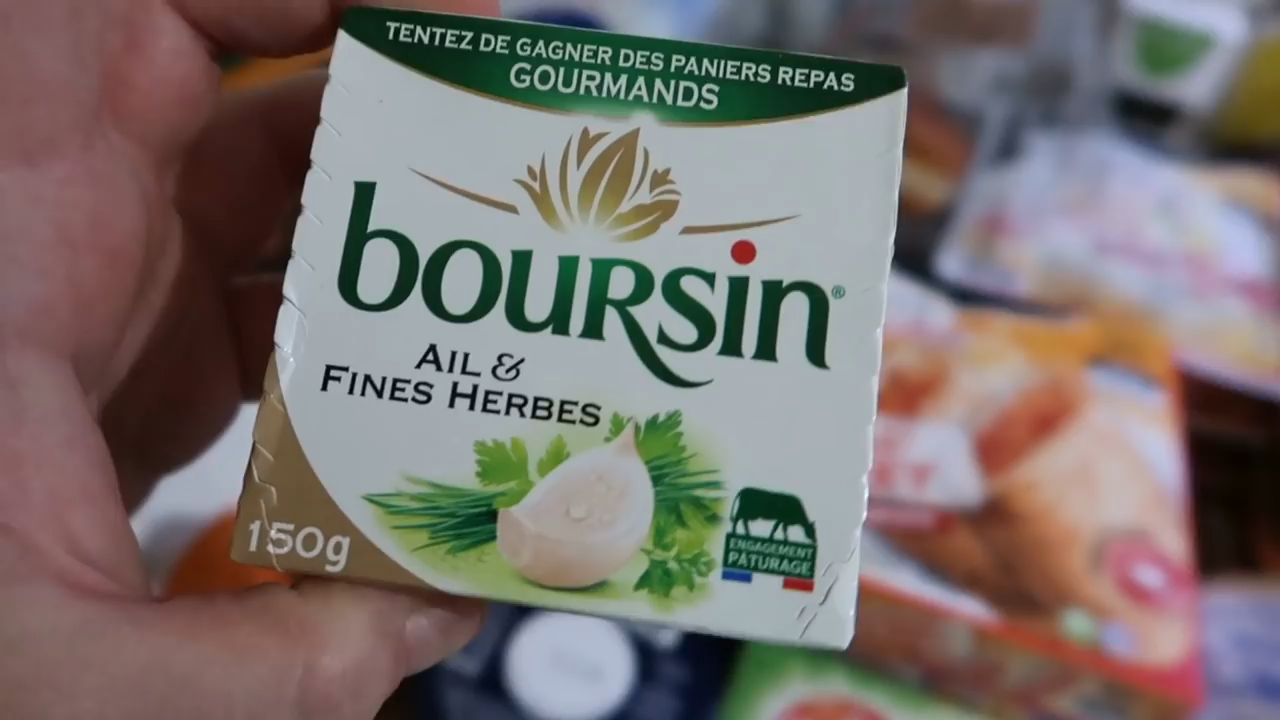 TENTEZ DE GAGNER DES PANIERS REPAS
GOURMANDS
boursin®
AIL &
FINES HERBES
150g
ENGAGEMENT
PÂTURAGE